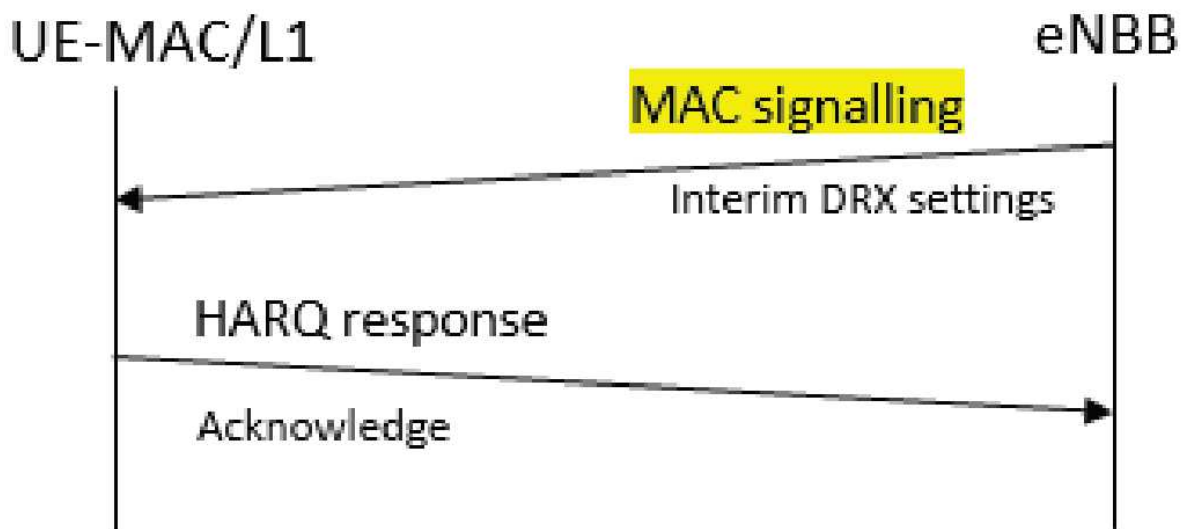 UE-MAC/L1
eNBB
MAC signalling
Interim DRX settings
HARQ response
Acknowledge